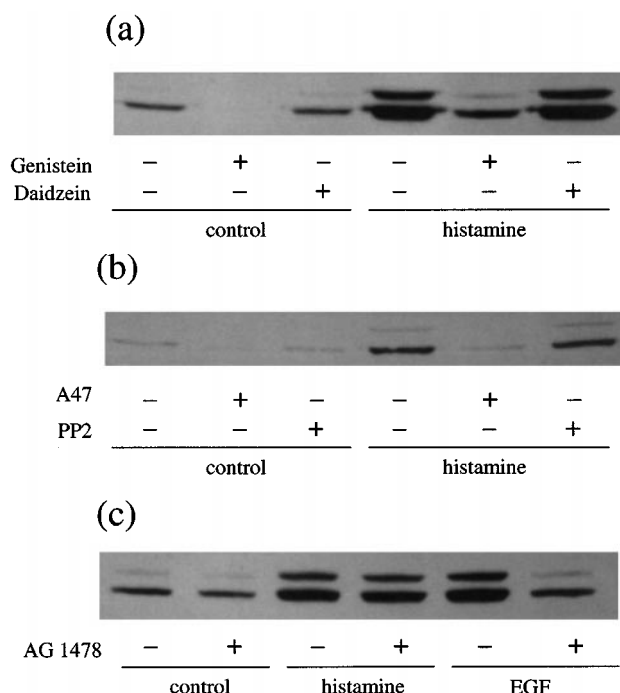 (a)
Genistein − + − − + −
Daidzein − − + − − +
control histamine
(b)
A47 − + − − + −
PP2 − − + − − +
control histamine
(c)
AG 1478 − + − + − +
control histamine EGF